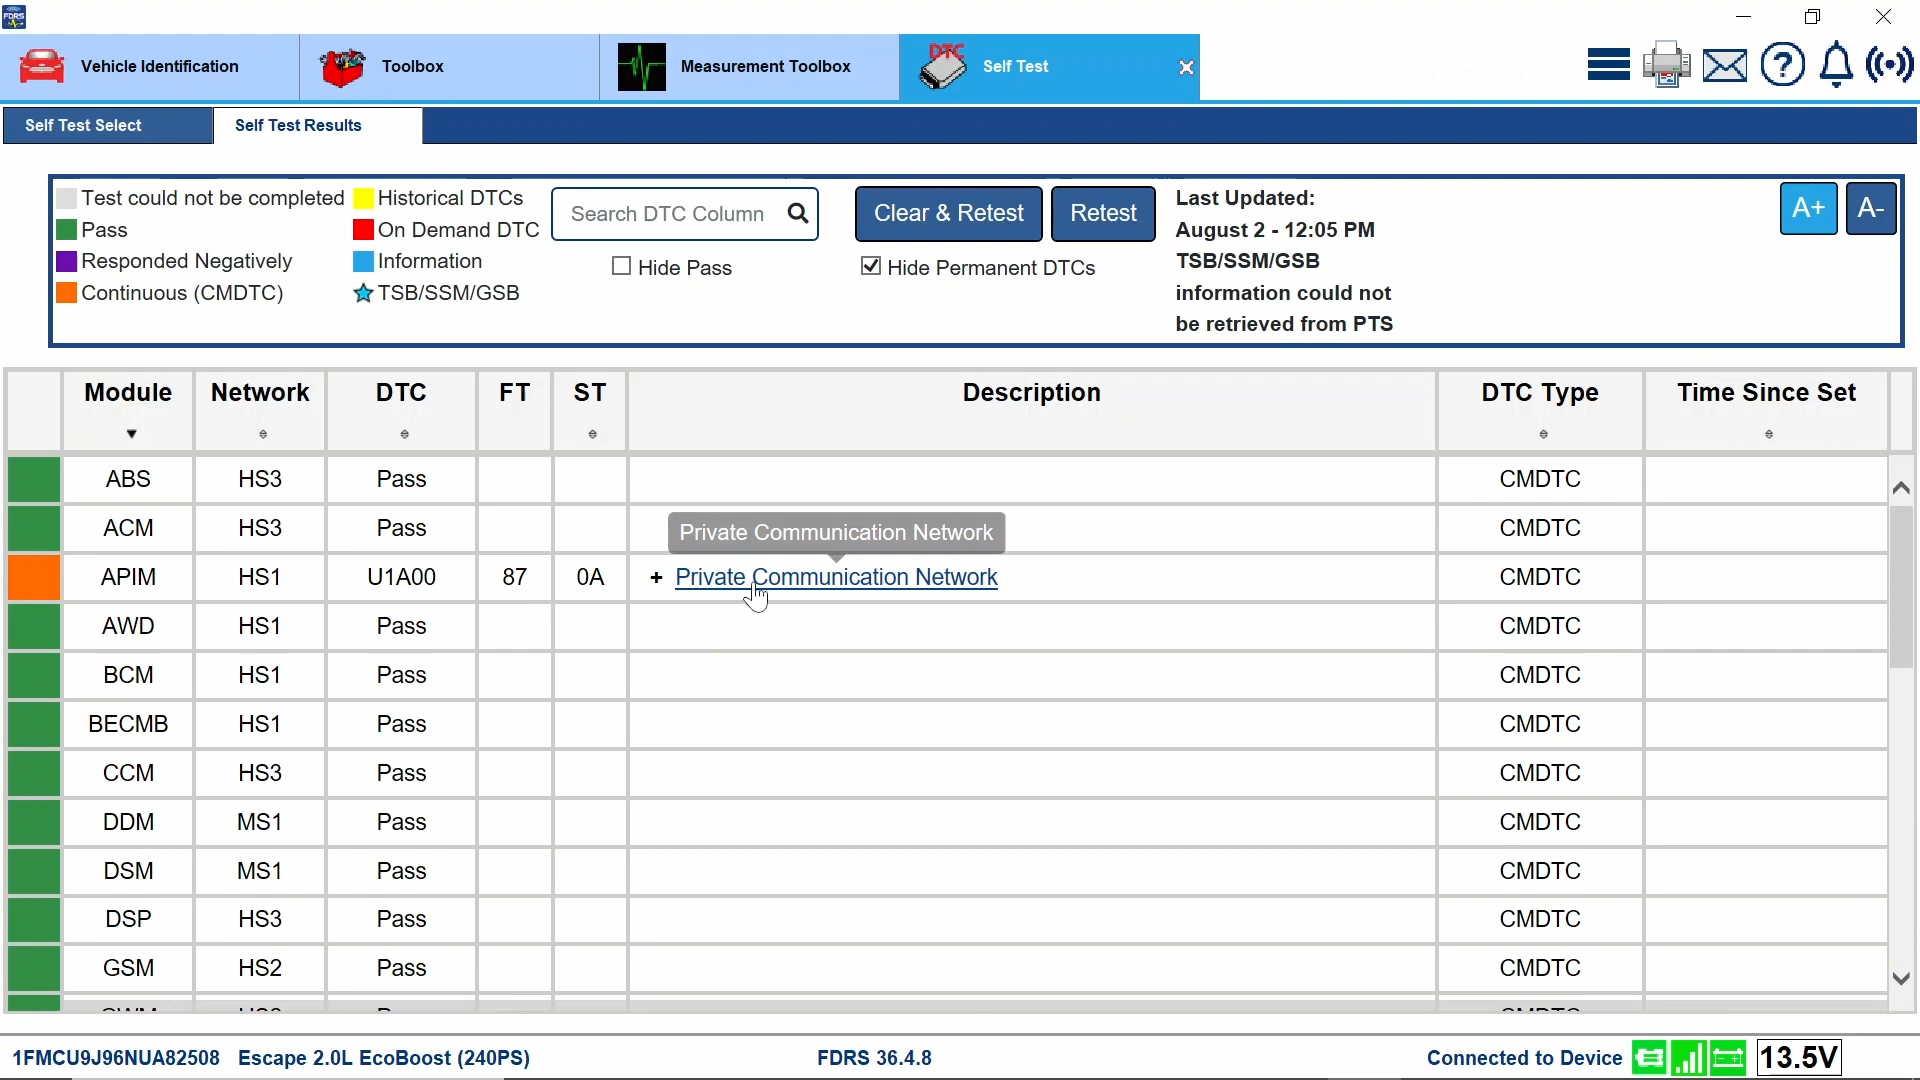 FDRS
Vehicle Identification
Toolbox
Measurement Toolbox
DTC
Self Test
Self Test Select
Self Test Results
Test could not be completed
Historical DTCs
Search DTC Column
Clear & Retest
Retest
Last Updated:
A+
A-
Pass
On Demand DTC
August 2 - 12:05 PM
Responded Negatively
Information
Hide Pass
Hide Permanent DTCs
TSB/SSM/GSB
Continuous (CMDTC)
TSB/SSM/GSB
information could not
be retrieved from PTS
Module Network DTC FT ST Description DTC Type Time Since Set
ABS HS3 Pass CMDTC
ACM HS3 Pass CMDTC
Private Communication Network
APIM HS1 U1A00 87 0A + Private Communication Network CMDTC
AWD HS1 Pass CMDTC
BCM HS1 Pass CMDTC
BECMB HS1 Pass CMDTC
CCM HS3 Pass CMDTC
DDM MS1 Pass CMDTC
DSM MS1 Pass CMDTC
DSP HS3 Pass CMDTC
GSM HS2 Pass CMDTC
1FMCU9J96NUA82508 Escape 2.0L EcoBoost (240PS) FDRS 36.4.8 Connected to Device 13.5V